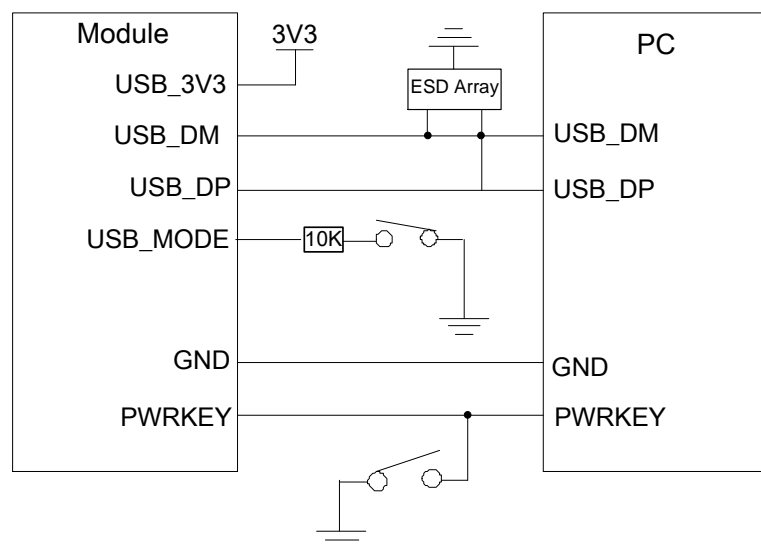 Module
3V3
PC
USB_3V3
ESD Array
USB_DM
USB_DM
USB_DP
USB_DP
USB_MODE
10K
GND
GND
PWRKEY
PWRKEY